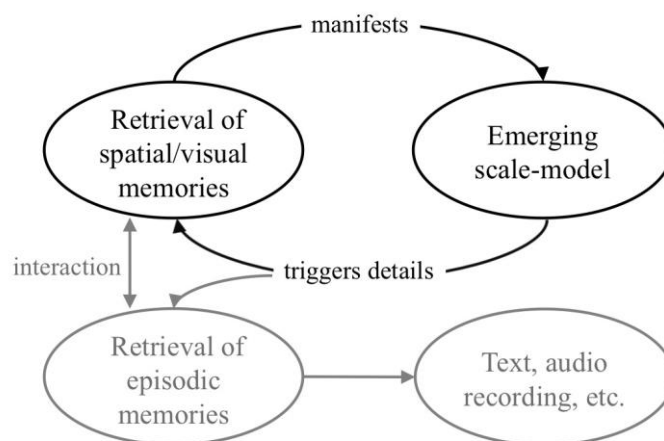 manifests
Retrieval of
spatial/visual
memories
Emerging
scale-model
interaction
triggers details
Retrieval of
episodic
memories
Text, audio
recording, etc.